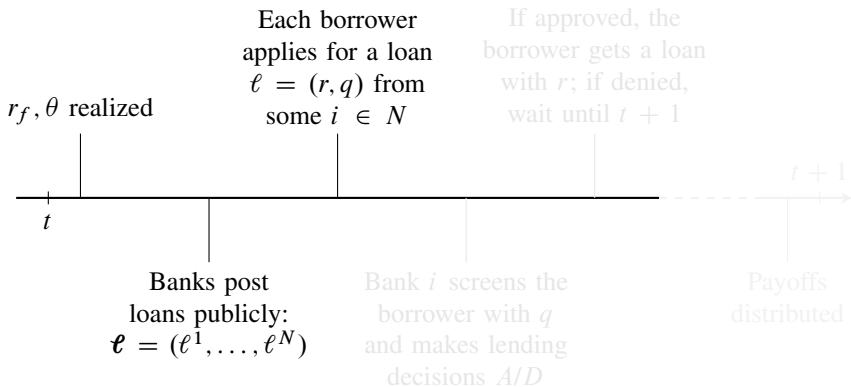 Each borrower
applies for a loan
ℓ = (r, q) from
some i ∈ N
If approved, the
borrower gets a loan
with r; if denied,
wait until t + 1
r_f, θ realized
t + 1
t
Banks post
loans publicly:
ℓ = (ℓ¹, . . . , ℓᴺ)
Bank i screens the
borrower with q
and makes lending
decisions A/D
Payoffs
distributed